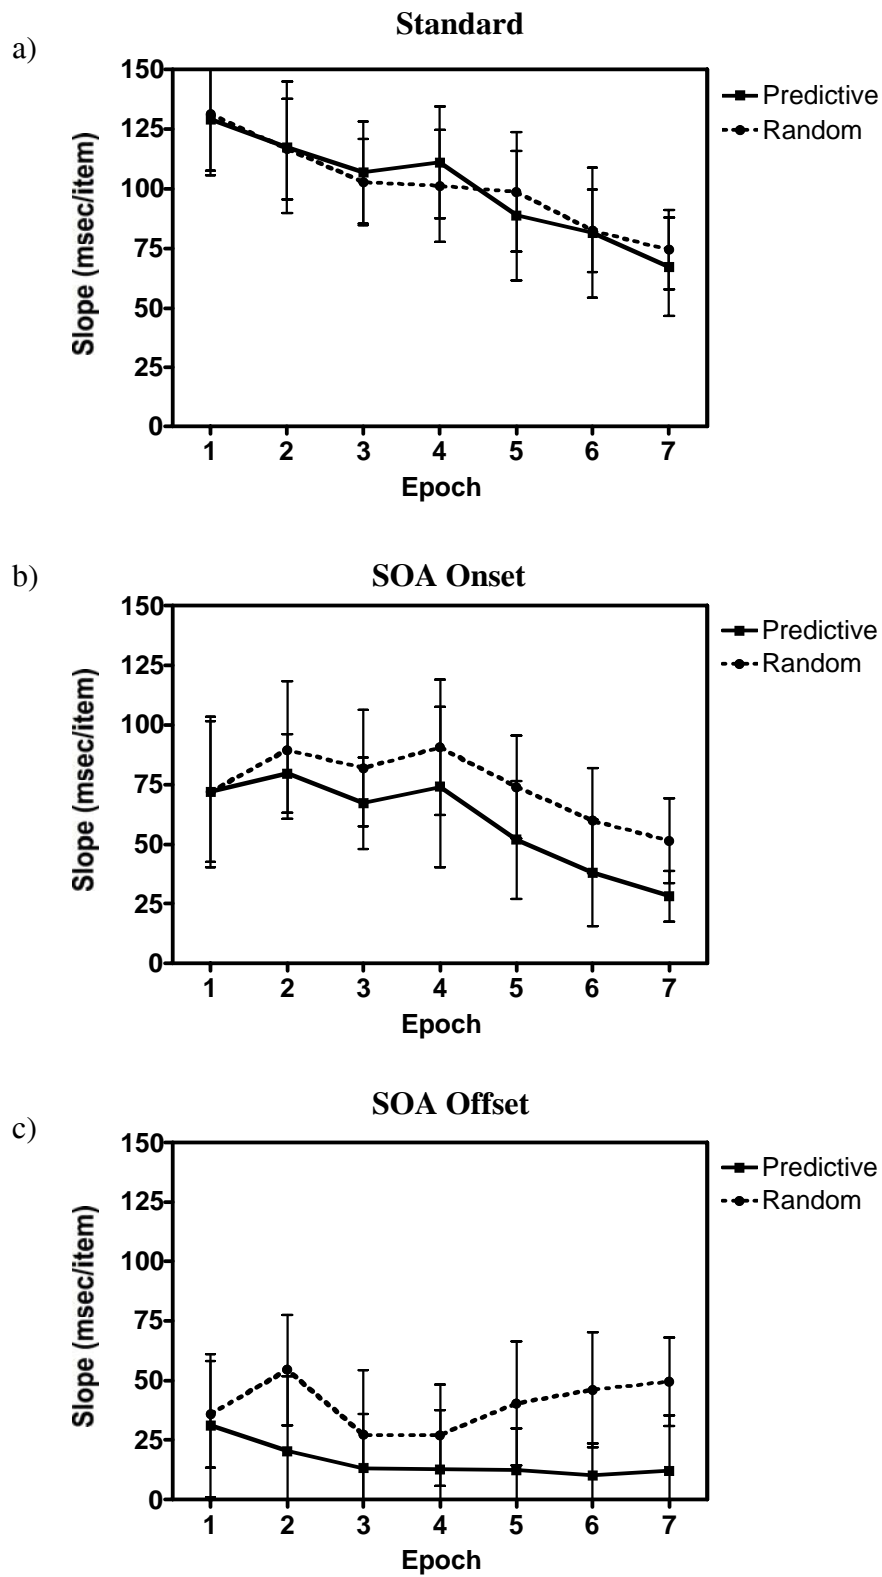 a)
Standard
150
125
100
75
50
25
0
Slope (msec/item)
1 2 3 4 5 6 7
Epoch
Predictive
Random
b)
SOA Onset
150
125
100
75
50
25
0
Slope (msec/item)
1 2 3 4 5 6 7
Epoch
Predictive
Random
c)
SOA Offset
150
125
100
75
50
25
0
Slope (msec/item)
1 2 3 4 5 6 7
Epoch
Predictive
Random